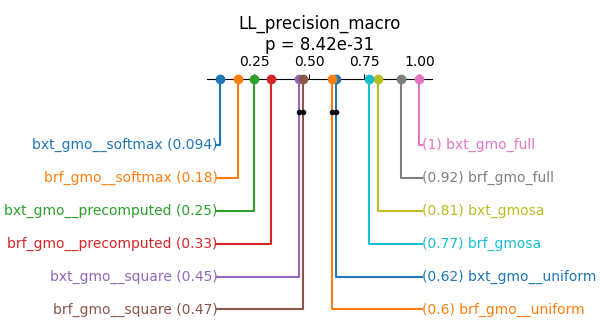 LL_precision_macro
p = 8.42e-31
0.25 0.50 0.75 1.00
bxt_gmo__softmax (0.094) (1) bxt_gmo_full
brf_gmo__softmax (0.18) (0.92) brf_gmo_full
bxt_gmo__precomputed (0.25) (0.81) bxt_gmosa
brf_gmo__precomputed (0.33) (0.77) brf_gmosa
bxt_gmo__square (0.45) (0.62) bxt_gmo__uniform
brf_gmo__square (0.47) (0.6) brf_gmo__uniform